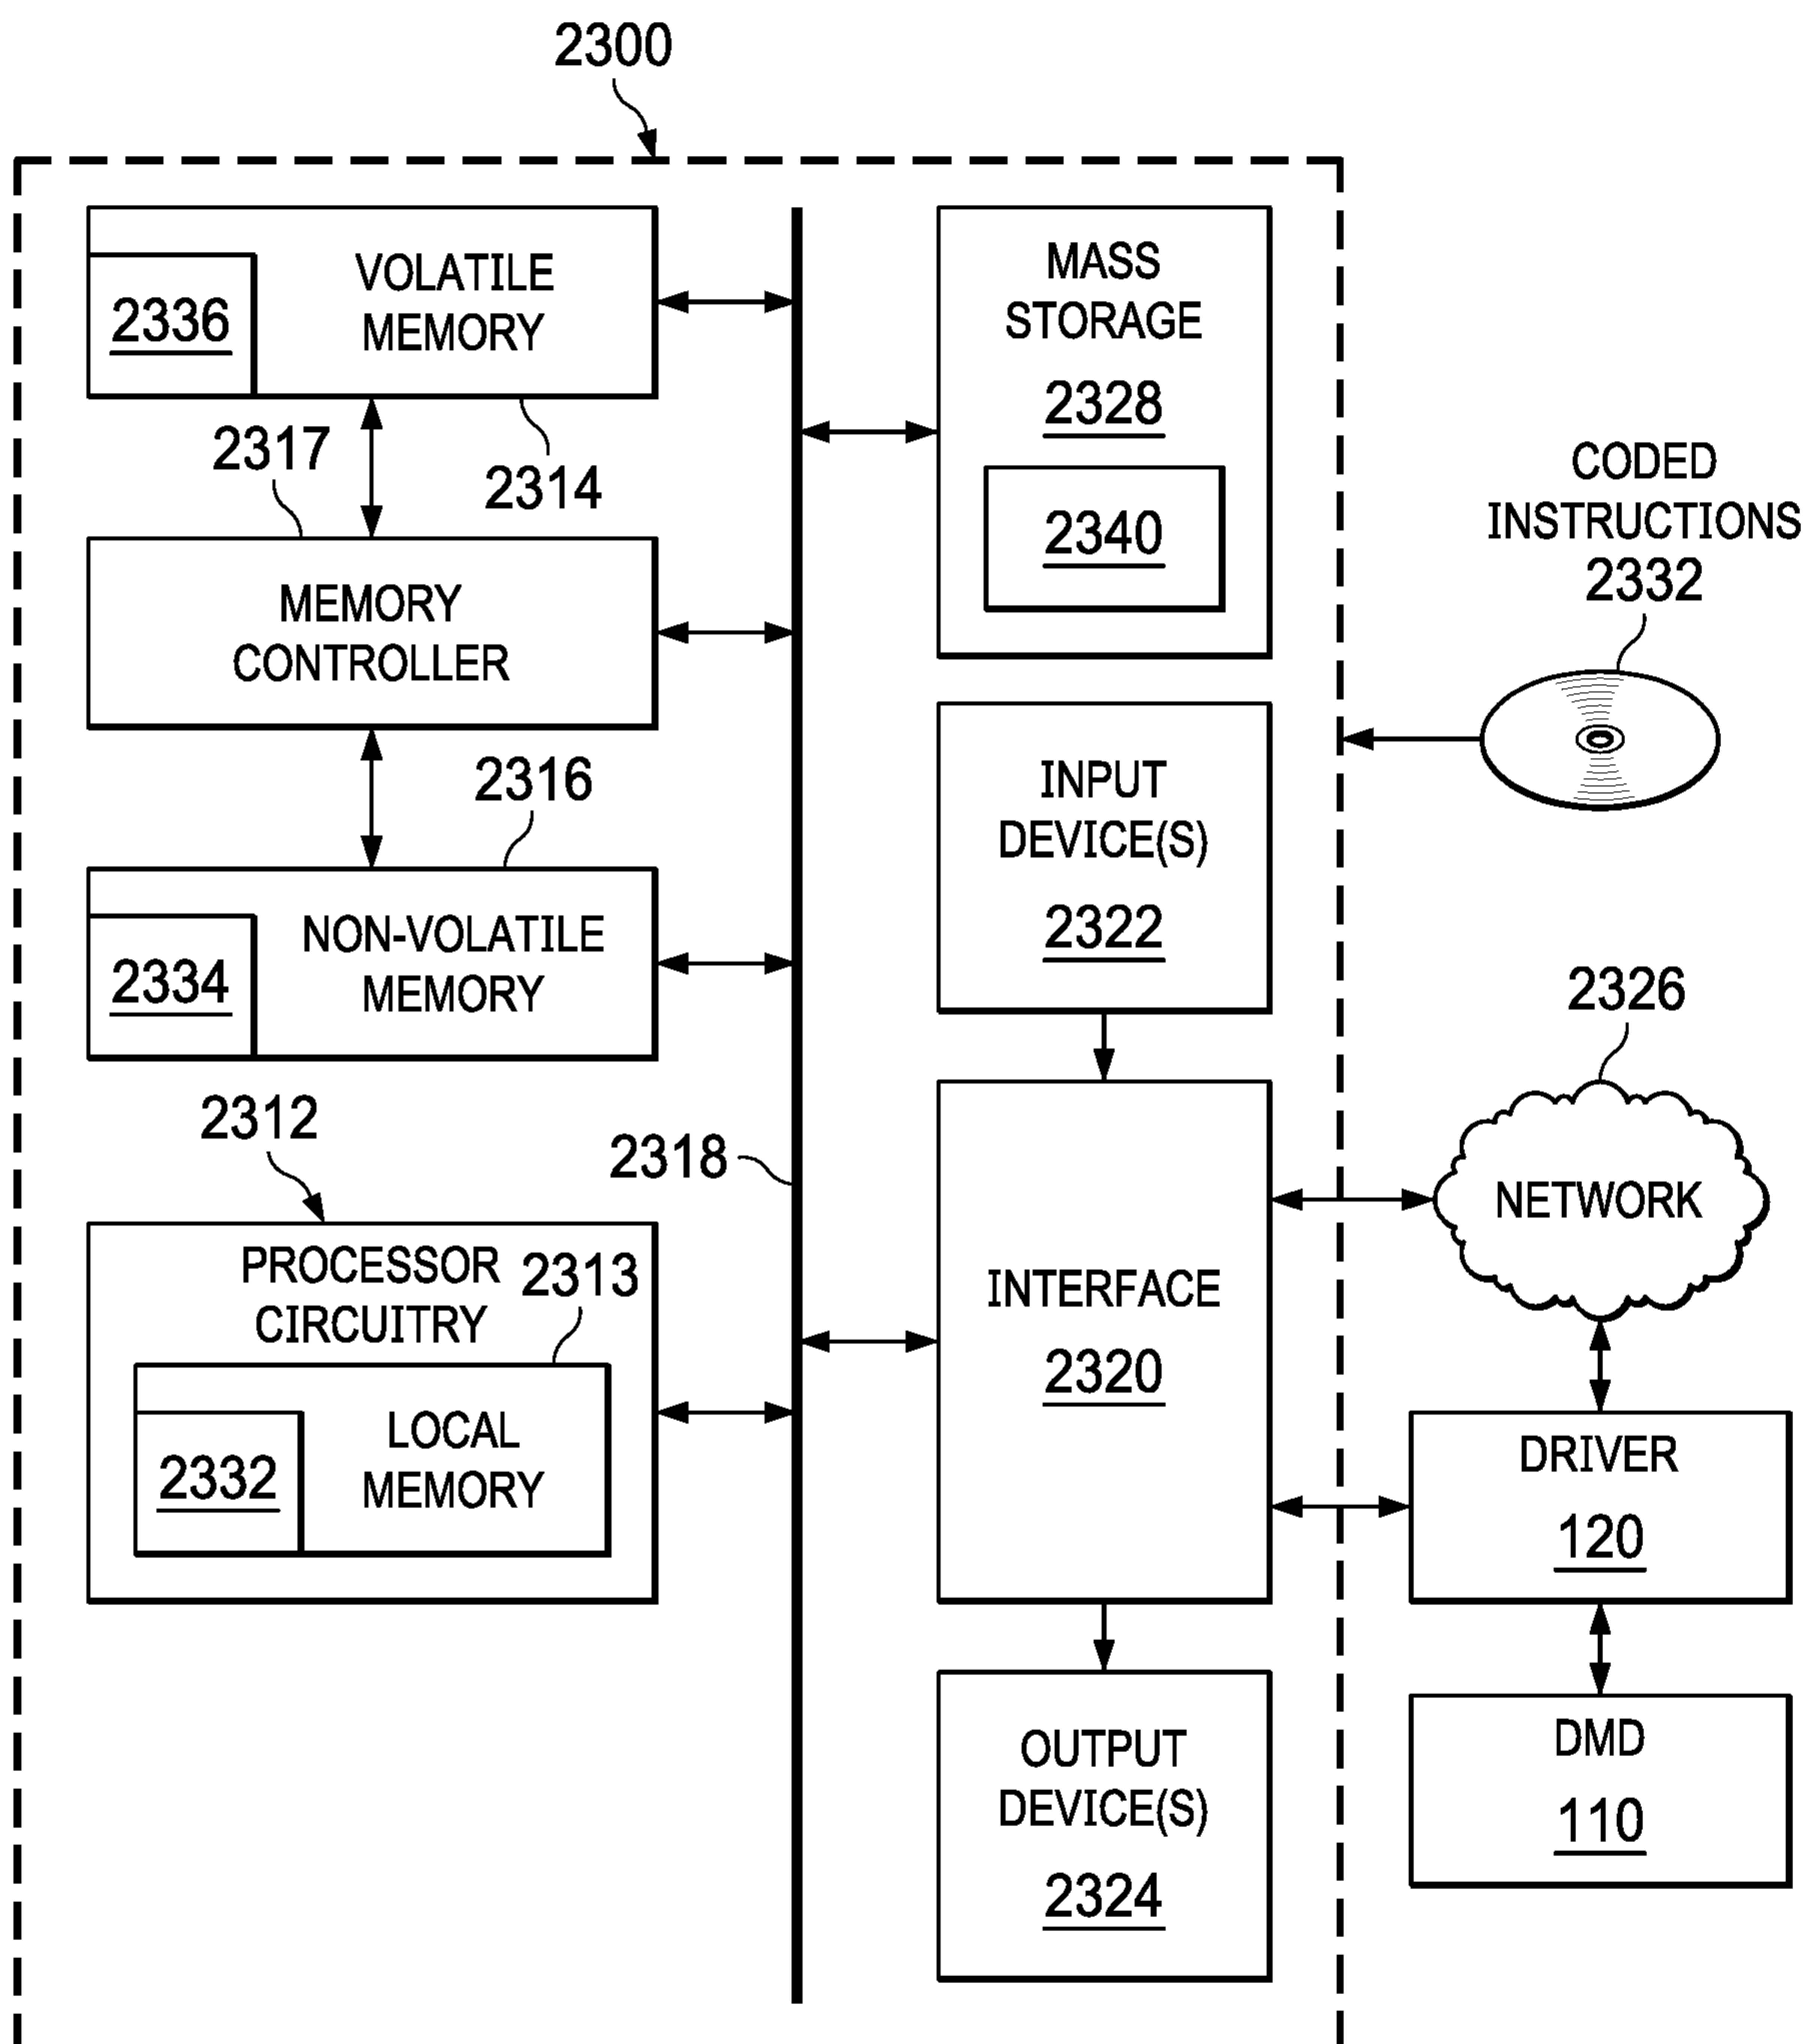 2300
VOLATILE
MEMORY
2336
2317
2314
MEMORY
CONTROLLER
2316
NON-VOLATILE
MEMORY
2334
2312
PROCESSOR
CIRCUITRY
2313
LOCAL
MEMORY
2332
2318
MASS
STORAGE
2328
2340
INPUT
DEVICE(S)
2322
INTERFACE
2320
OUTPUT
DEVICE(S)
2324
CODED
INSTRUCTIONS
2332
2326
NETWORK
DRIVER
120
DMD
110